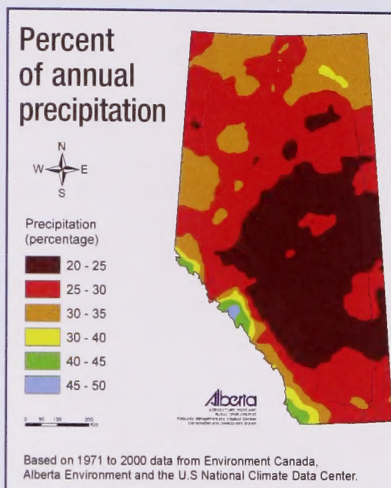 Percent
of annual
precipitation
N
W E
S
Precipitation
(percentage)
20 - 25
25 - 30
30 - 35
30 - 40
40 - 45
45 - 50
Alberta
Based on 1971 to 2000 data from Environment Canada,
Alberta Environment and the U.S National Climate Data Center.